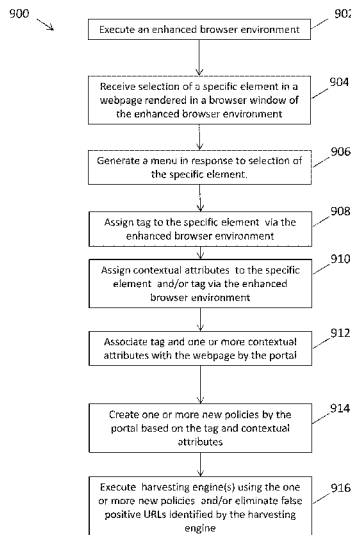 900
Execute an enhanced browser environment
902
Receive selection of a specific element in a
webpage rendered in a browser window of
the enhanced browser environment
904
Generate a menu in response to selection of
the specific element.
906
Assign tag to the specific element via the
enhanced browser environment
908
Assign contextual attributes to the specific
element and/or tag via the enhanced
browser environment
910
Associate tag and one or more contextual
attributes with the webpage by the portal
912
Create one or more new policies by the
portal based on the tag and contextual
attributes
914
Execute harvesting engine(s) using the one
or more new policies and/or eliminate false
positive URLs identified by the harvesting
engine
916